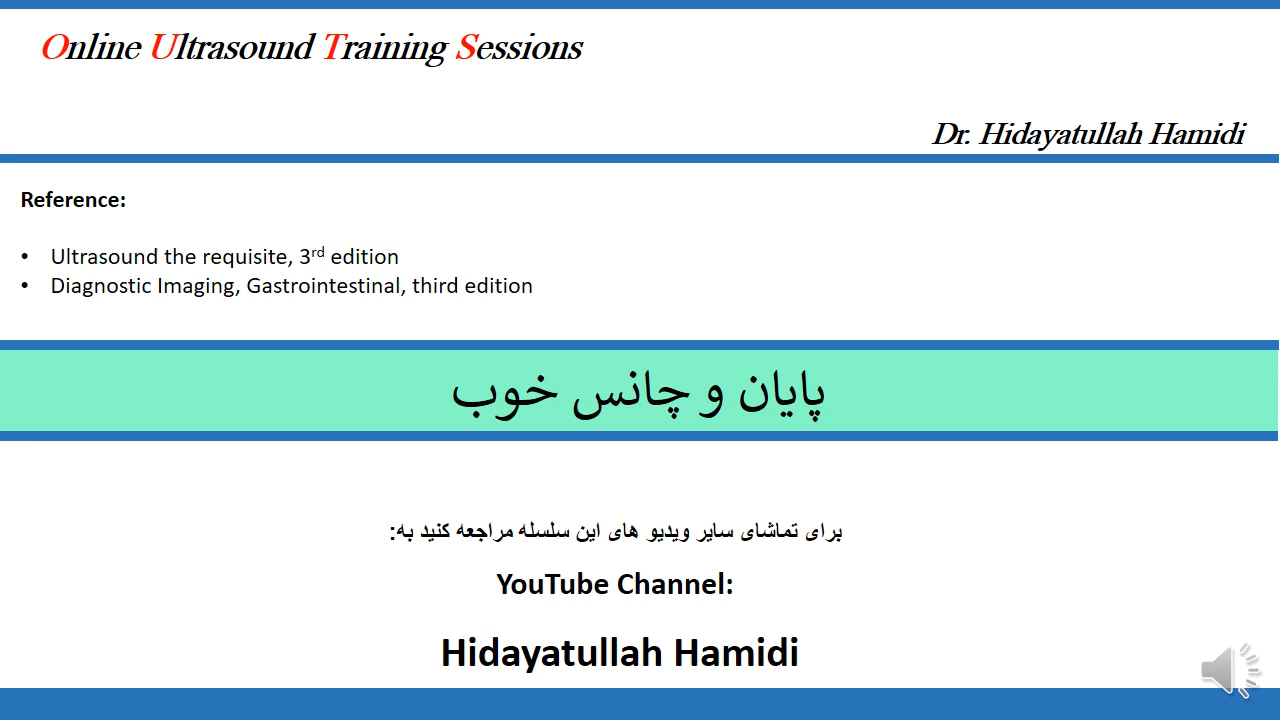 Online Ultrasound Training Sessions
Dr. Hidayatullah Hamidi
Reference:
• Ultrasound the requisite, 3rd edition
• Diagnostic Imaging, Gastrointestinal, third edition
پایان و چانس خوب
برای تماشای سایر ویدیو های این سلسله مراجعه کنید به:
YouTube Channel:
Hidayatullah Hamidi